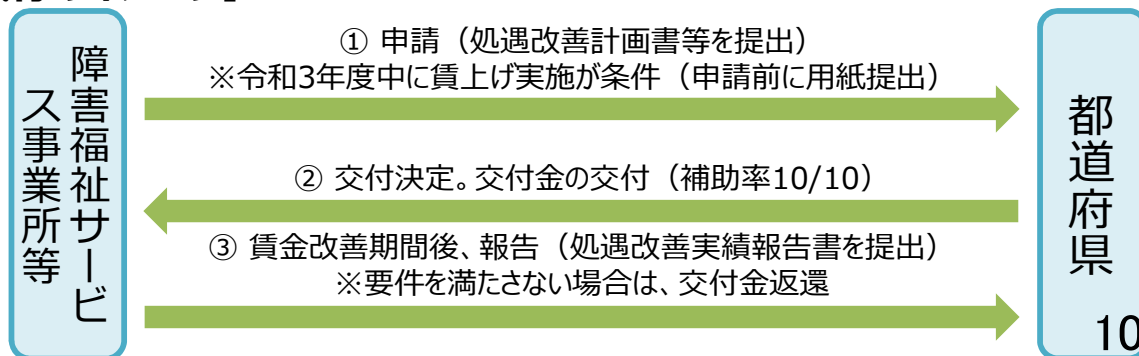 障害福祉サービ
ス事業所等
① 申請（処遇改善計画書等を提出）
※令和3年度中に賃上げ実施が条件（申請前に用紙提出）
② 交付決定。交付金の交付（補助率10/10）
③ 賃金改善期間後、報告（処遇改善実績報告書を提出）
※要件を満たさない場合は、交付金返還
都道府県
10